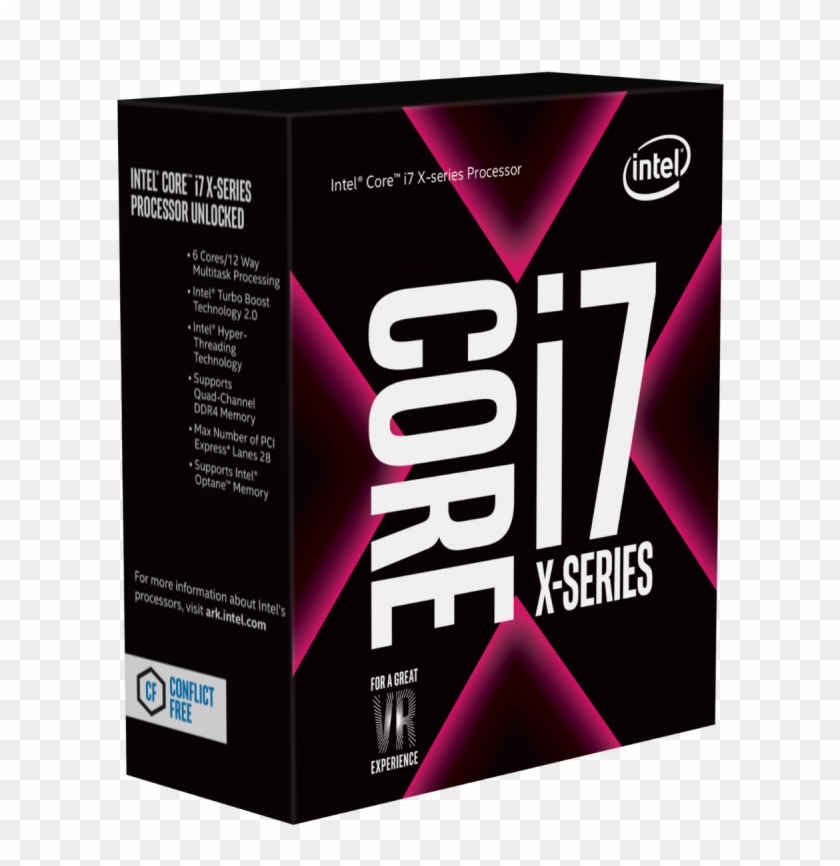 INTEL® CORE™ i7 X-SERIES
PROCESSOR UNLOCKED
• 6 Cores/12 Way
Multitask Processing
• Intel® Turbo Boost
Technology 2.0
• Intel® Hyper-
Threading
Technology
• Supports
Quad-Channel
DDR4 Memory
• Max Number of PCI
Express* Lanes 28
• Supports Intel®
Optane™ Memory
For more information about Intel's
processors, visit ark.intel.com
CF
CONFLICT
FREE
Intel® Core™ i7 X-series Processor
intel®
CORE
i7
X-SERIES
FOR A GREAT
VR
EXPERIENCE